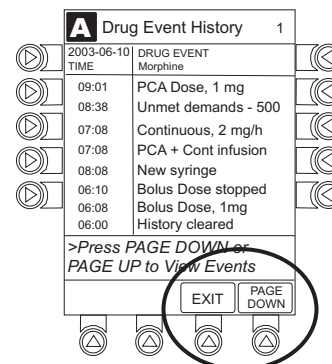 A Drug Event History 1
2003-06-10 DRUG EVENT
TIME Morphine
09:01 PCA Dose, 1 mg
08:38 Unmet demands - 500
07:08 Continuous, 2 mg/h
07:08 PCA + Cont infusion
08:08 New syringe
06:10 Bolus Dose stopped
06:08 Bolus Dose, 1mg
06:00 History cleared
>Press PAGE DOWN or
PAGE UP to View Events
EXIT PAGE
DOWN